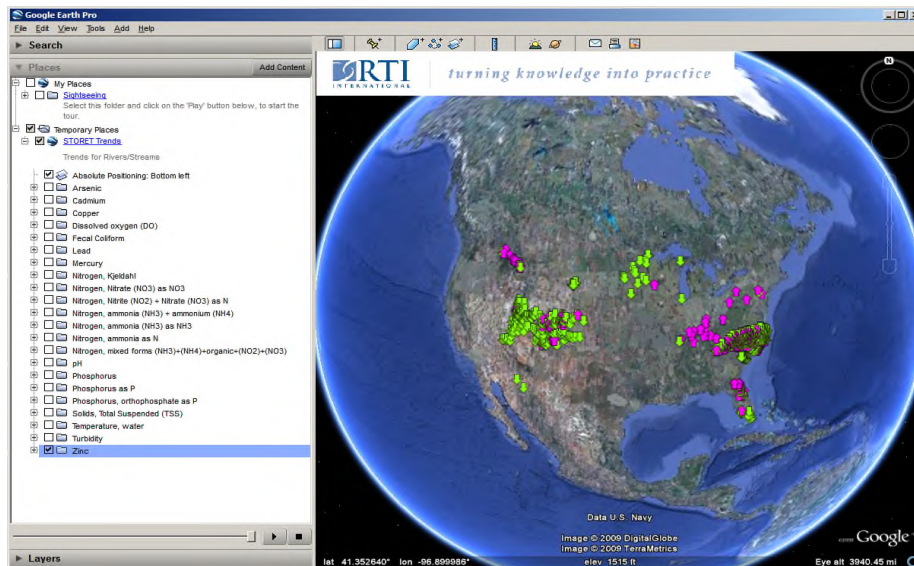 Google Earth Pro
File Edit View Tools Add Help
Search
Places
Add Content
My Places
Sightseeing
Select this folder and click on the 'Play' button below, to start the
tour.
Temporary Places
STORET Trends
Trends for Rivers/Streams
Absolute Positioning: Bottom left
Arsenic
Cadmium
Copper
Dissolved oxygen (DO)
Fecal Coliform
Lead
Mercury
Nitrogen, Kjeldahl
Nitrogen, Nitrate (NO3) as NO3
Nitrogen, Nitrite (NO2) + Nitrate (NO3) as N
Nitrogen, ammonia (NH3) + ammonium (NH4)
Nitrogen, ammonia (NH3) as NH3
Nitrogen, ammonia as N
Nitrogen, mixed forms (NH3)+(NH4)+organic+(NO2)+(NO3)
pH
Phosphorus
Phosphorus as P
Phosphorus, orthophosphate as P
Solids, Total Suspended (TSS)
Temperature, water
Turbidity
Zinc
Layers
RTI
INTERNATIONAL
turning knowledge into practice
N
Data U.S. Navy
Image © 2009 DigitalGlobe
Image © 2009 TerraMetrics
©2009 Google
lat 41.352640° lon -96.899986° elev 1515 ft Eye alt 3940.45 mi